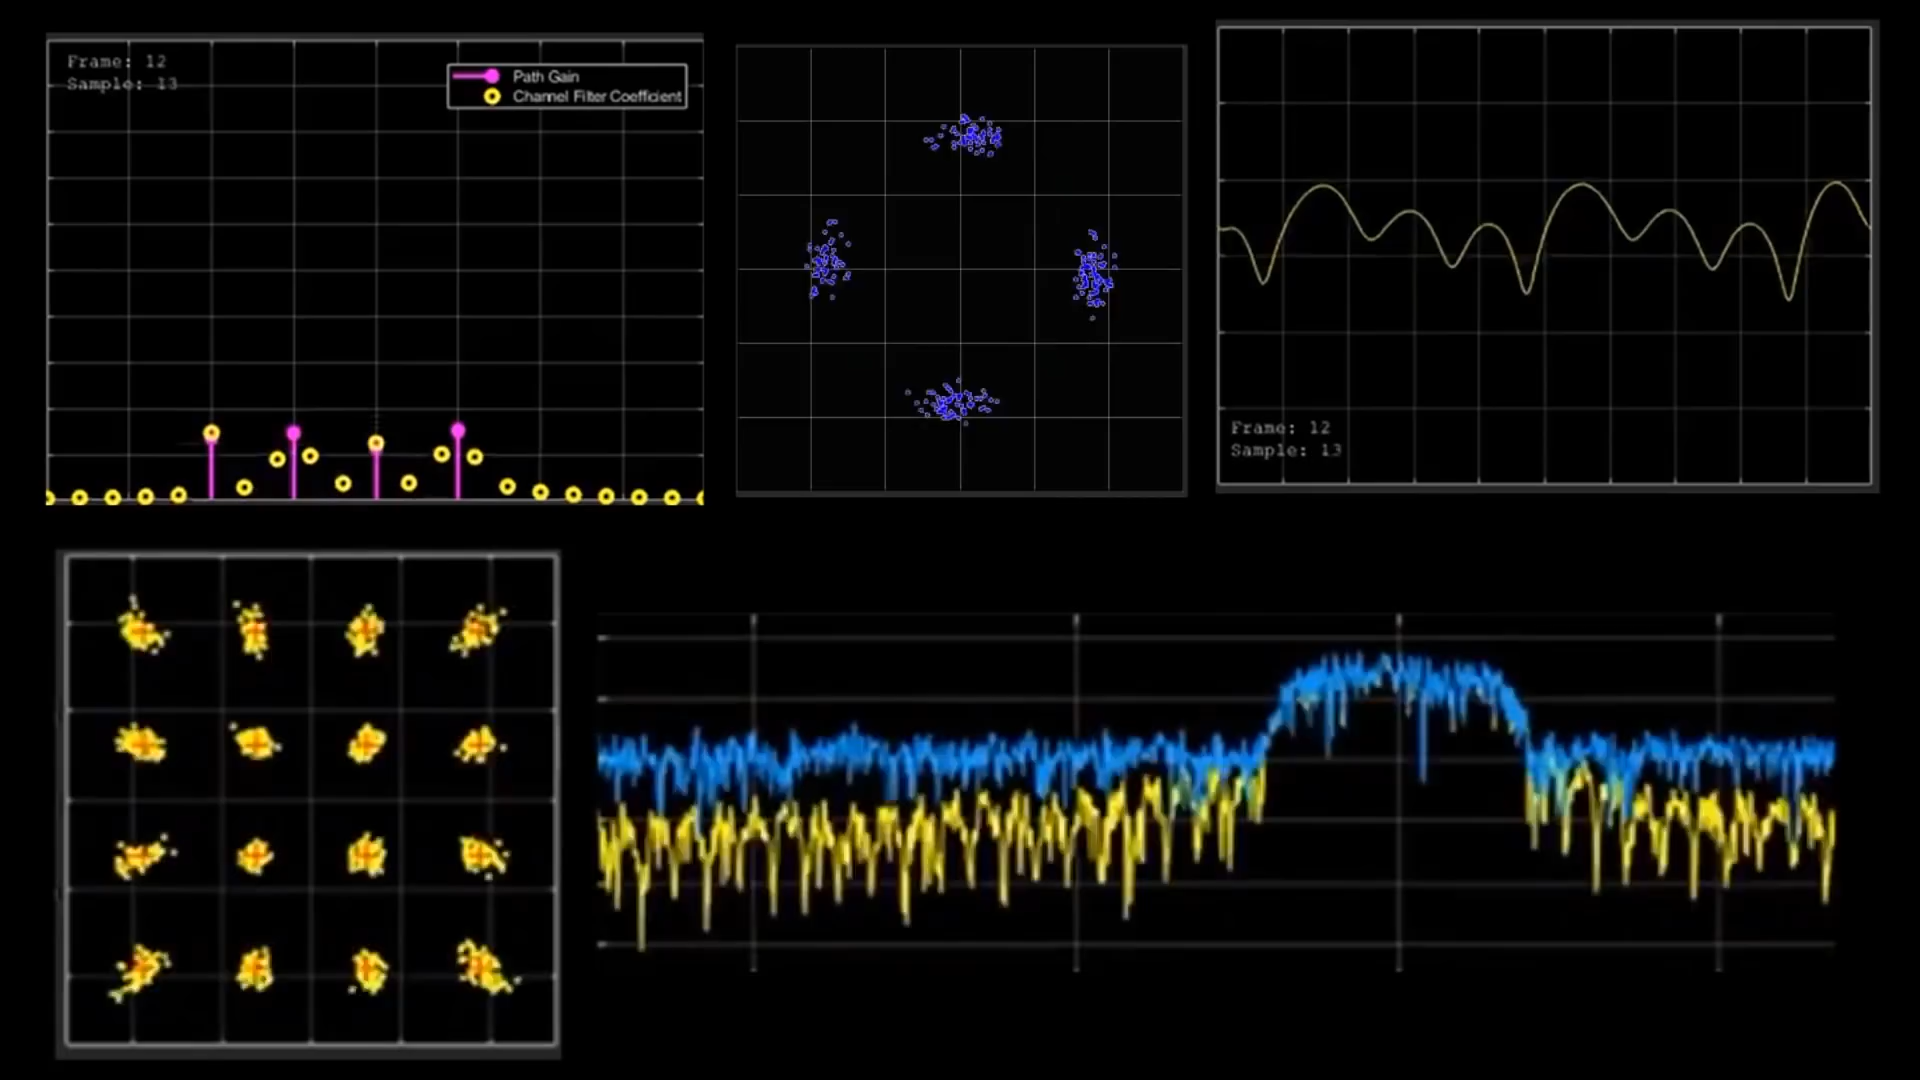 Frame: 12
Sample: 13
Path Gain
Channel Filter Coefficient
Frame: 12
Sample: 13